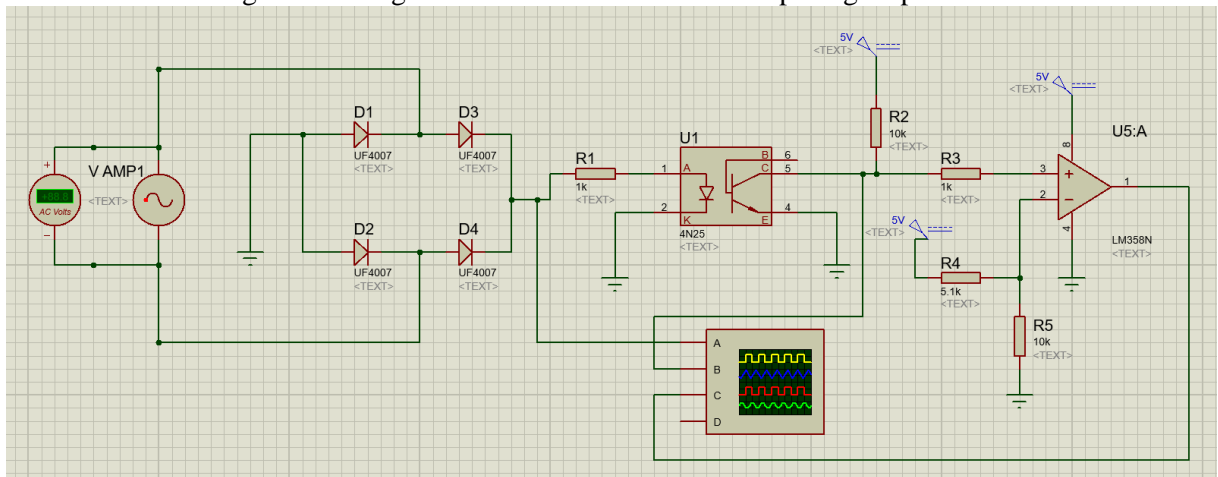 V AMP1
<TEXT>
+
AC Volts
−
D1
UF4007
<TEXT>
D3
UF4007
<TEXT>
D2
UF4007
<TEXT>
D4
UF4007
<TEXT>
R1
1k
<TEXT>
U1
1
A
2
K
B
6
C
5
E
4
4N25
<TEXT>
5V
<TEXT>
R2
10k
<TEXT>
R3
1k
<TEXT>
5V
<TEXT>
R4
5.1k
<TEXT>
R5
10k
<TEXT>
5V
<TEXT>
U5:A
8
3
+
2
−
1
4
LM358N
<TEXT>
A
B
C
D